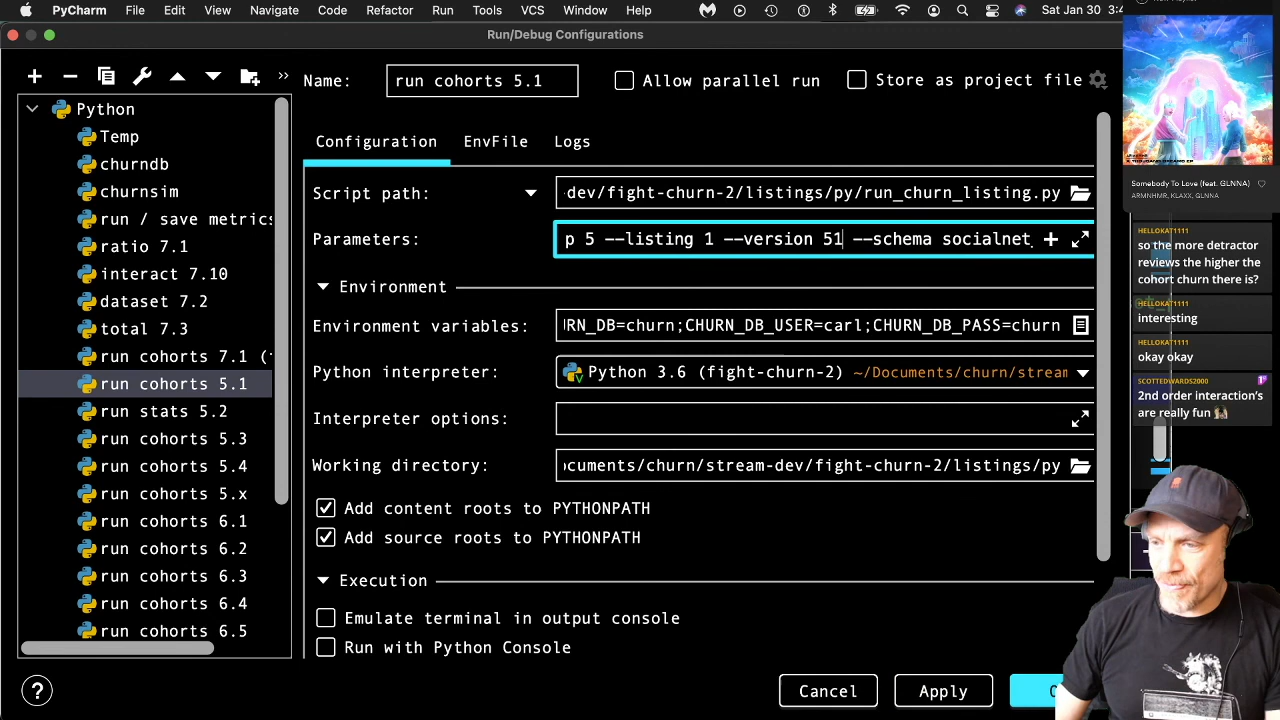 PyCharm File Edit View Navigate Code Refactor Run Tools VCS Window Help Sat Jan 30
Run/Debug Configurations
Name: run cohorts 5.1 Allow parallel run Store as project file
Python
Temp
churndb
churnsim
run / save metrics
ratio 7.1
interact 7.10
dataset 7.2
total 7.3
run cohorts 7.1
run cohorts 5.1
run stats 5.2
run cohorts 5.3
run cohorts 5.4
run cohorts 5.x
run cohorts 6.1
run cohorts 6.2
run cohorts 6.3
run cohorts 6.4
run cohorts 6.5
Configuration EnvFile Logs
Script path: dev/fight-churn-2/listings/py/run_churn_listing.py
Parameters: p 5 --listing 1 --version 51 --schema socialnet
Environment
Environment variables: URN_DB=churn;CHURN_DB_USER=carl;CHURN_DB_PASS=churn
Python interpreter: Python 3.6 (fight-churn-2) ~/Documents/churn/stream
Interpreter options:
Working directory: ocuments/churn/stream-dev/fight-churn-2/listings/py
Add content roots to PYTHONPATH
Add source roots to PYTHONPATH
Execution
Emulate terminal in output console
Run with Python Console
?
Cancel Apply
Somebody To Love (feat. GLNNA)
ARMNHMR, KLAXX, GLNNA
HELLOKAT1111
so the more detractor
reviews the higher the
cohort churn there is?
HELLOKAT1111
interesting
HELLOKAT1111
okay okay
SCOTTEDWARDS2000
2nd order interaction's
are really fun